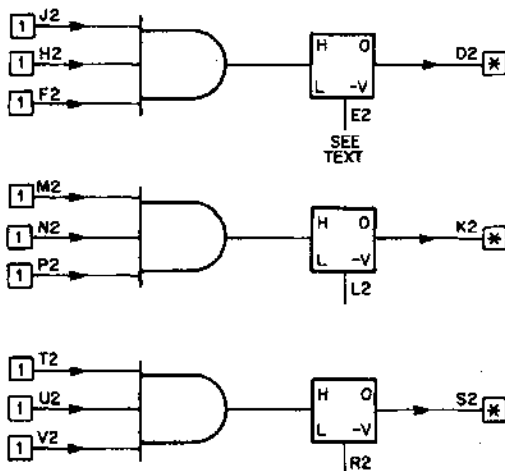 1 J2
1 H2
1 F2
H O
L -V
D2 *
E2
SEE
TEXT
1 M2
1 N2
1 P2
H O
L -V
K2 *
L2
1 T2
1 U2
1 V2
H O
L -V
S2 *
R2